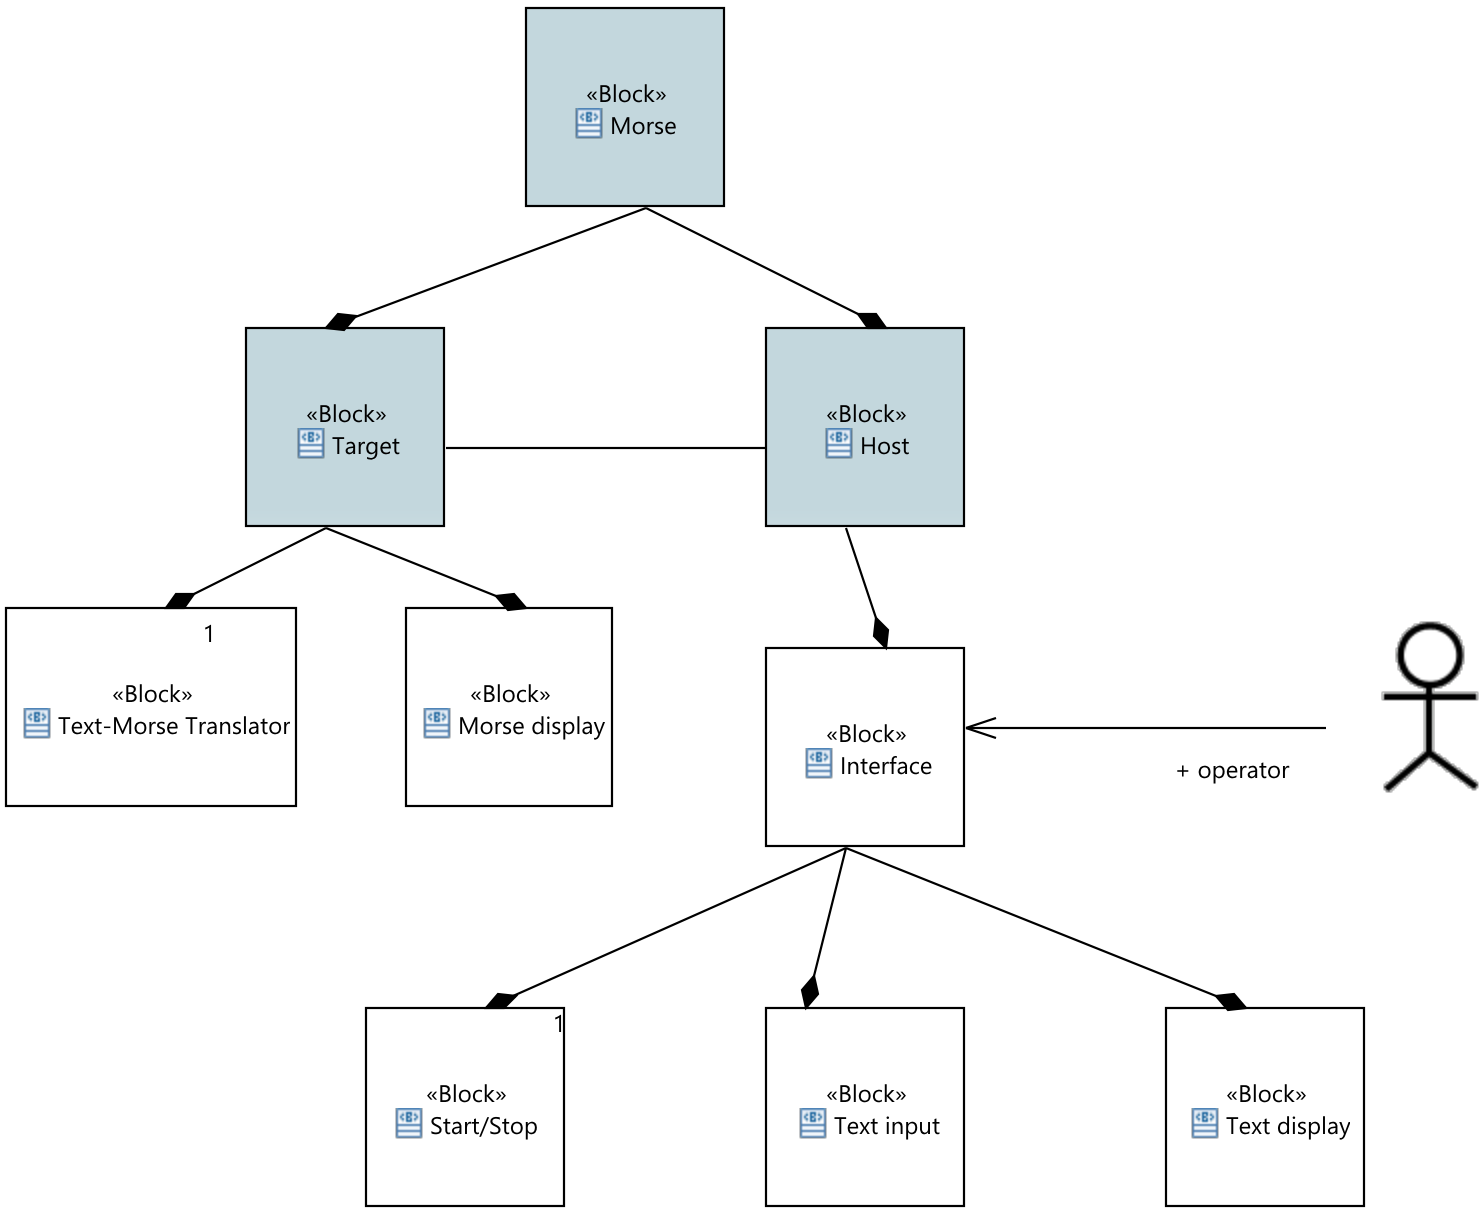 «Block»
Morse
«Block»
Target
«Block»
Host
1
«Block»
Text-Morse Translator
«Block»
Morse display
«Block»
Interface
+ operator
1
«Block»
Start/Stop
«Block»
Text input
«Block»
Text display